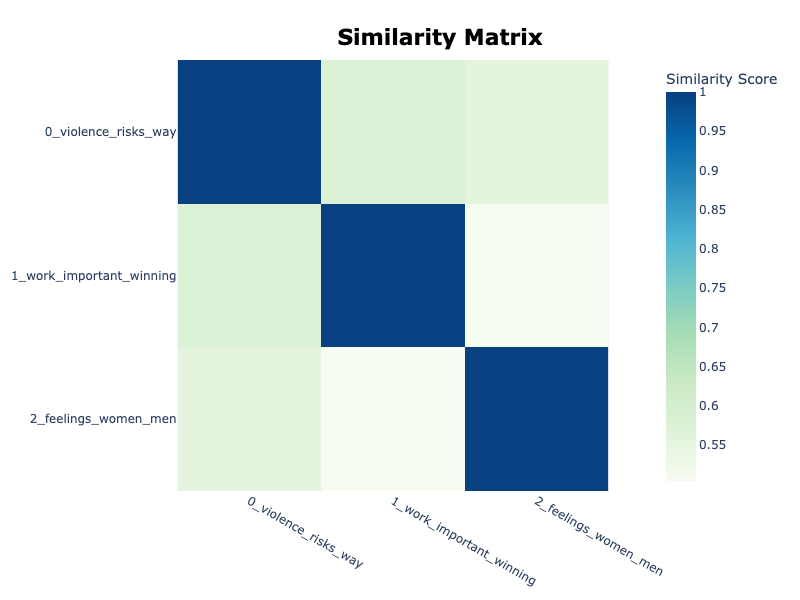 Similarity Matrix
Similarity Score
1
0.95
0.9
0.85
0.8
0.75
0.7
0.65
0.6
0.55
0_violence_risks_way
1_work_important_winning
2_feelings_women_men
0_violence_risks_way
1_work_important_winning
2_feelings_women_men